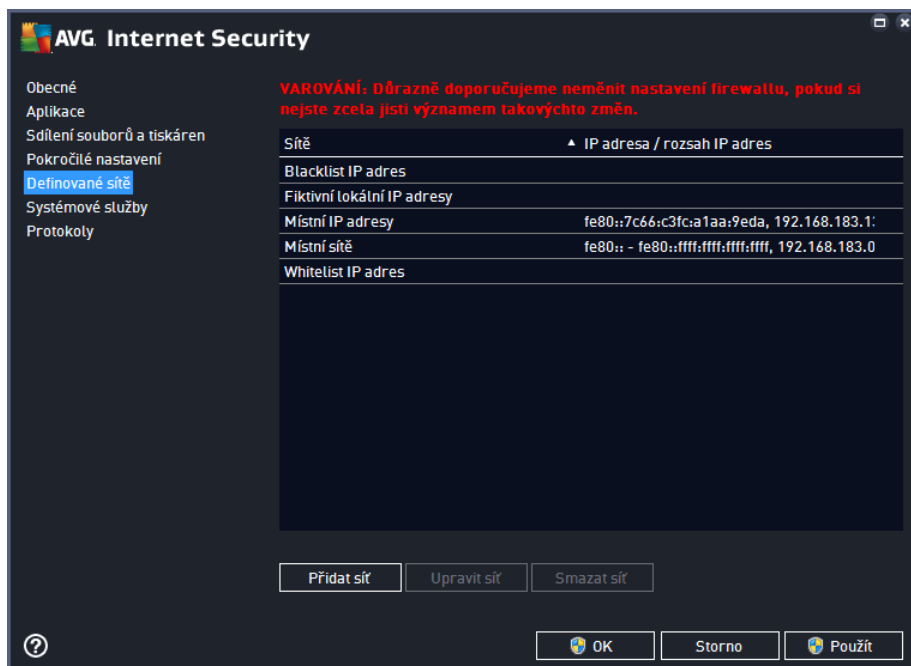 AVG Internet Security
Obecné
Aplikace
Sdílení souborů a tiskáren
Pokročilé nastavení
Definované sítě
Systémové služby
Protokoly
VAROVÁNÍ: Důrazně doporučujeme neměnit nastavení firewallu, pokud si
nejste zcela jisti významem takovýchto změn.
Sítě ▲ IP adresa / rozsah IP adres
Blacklist IP adres
Fiktivní lokální IP adresy
Místní IP adresy fe80::7c66:c3fc:a1aa:9eda, 192.168.183.1
Místní sítě fe80:: - fe80::ffff:ffff:ffff:ffff, 192.168.183.0
Whitelist IP adres
Přidat síť Upravit síť Smazat síť
? OK Storno Použít